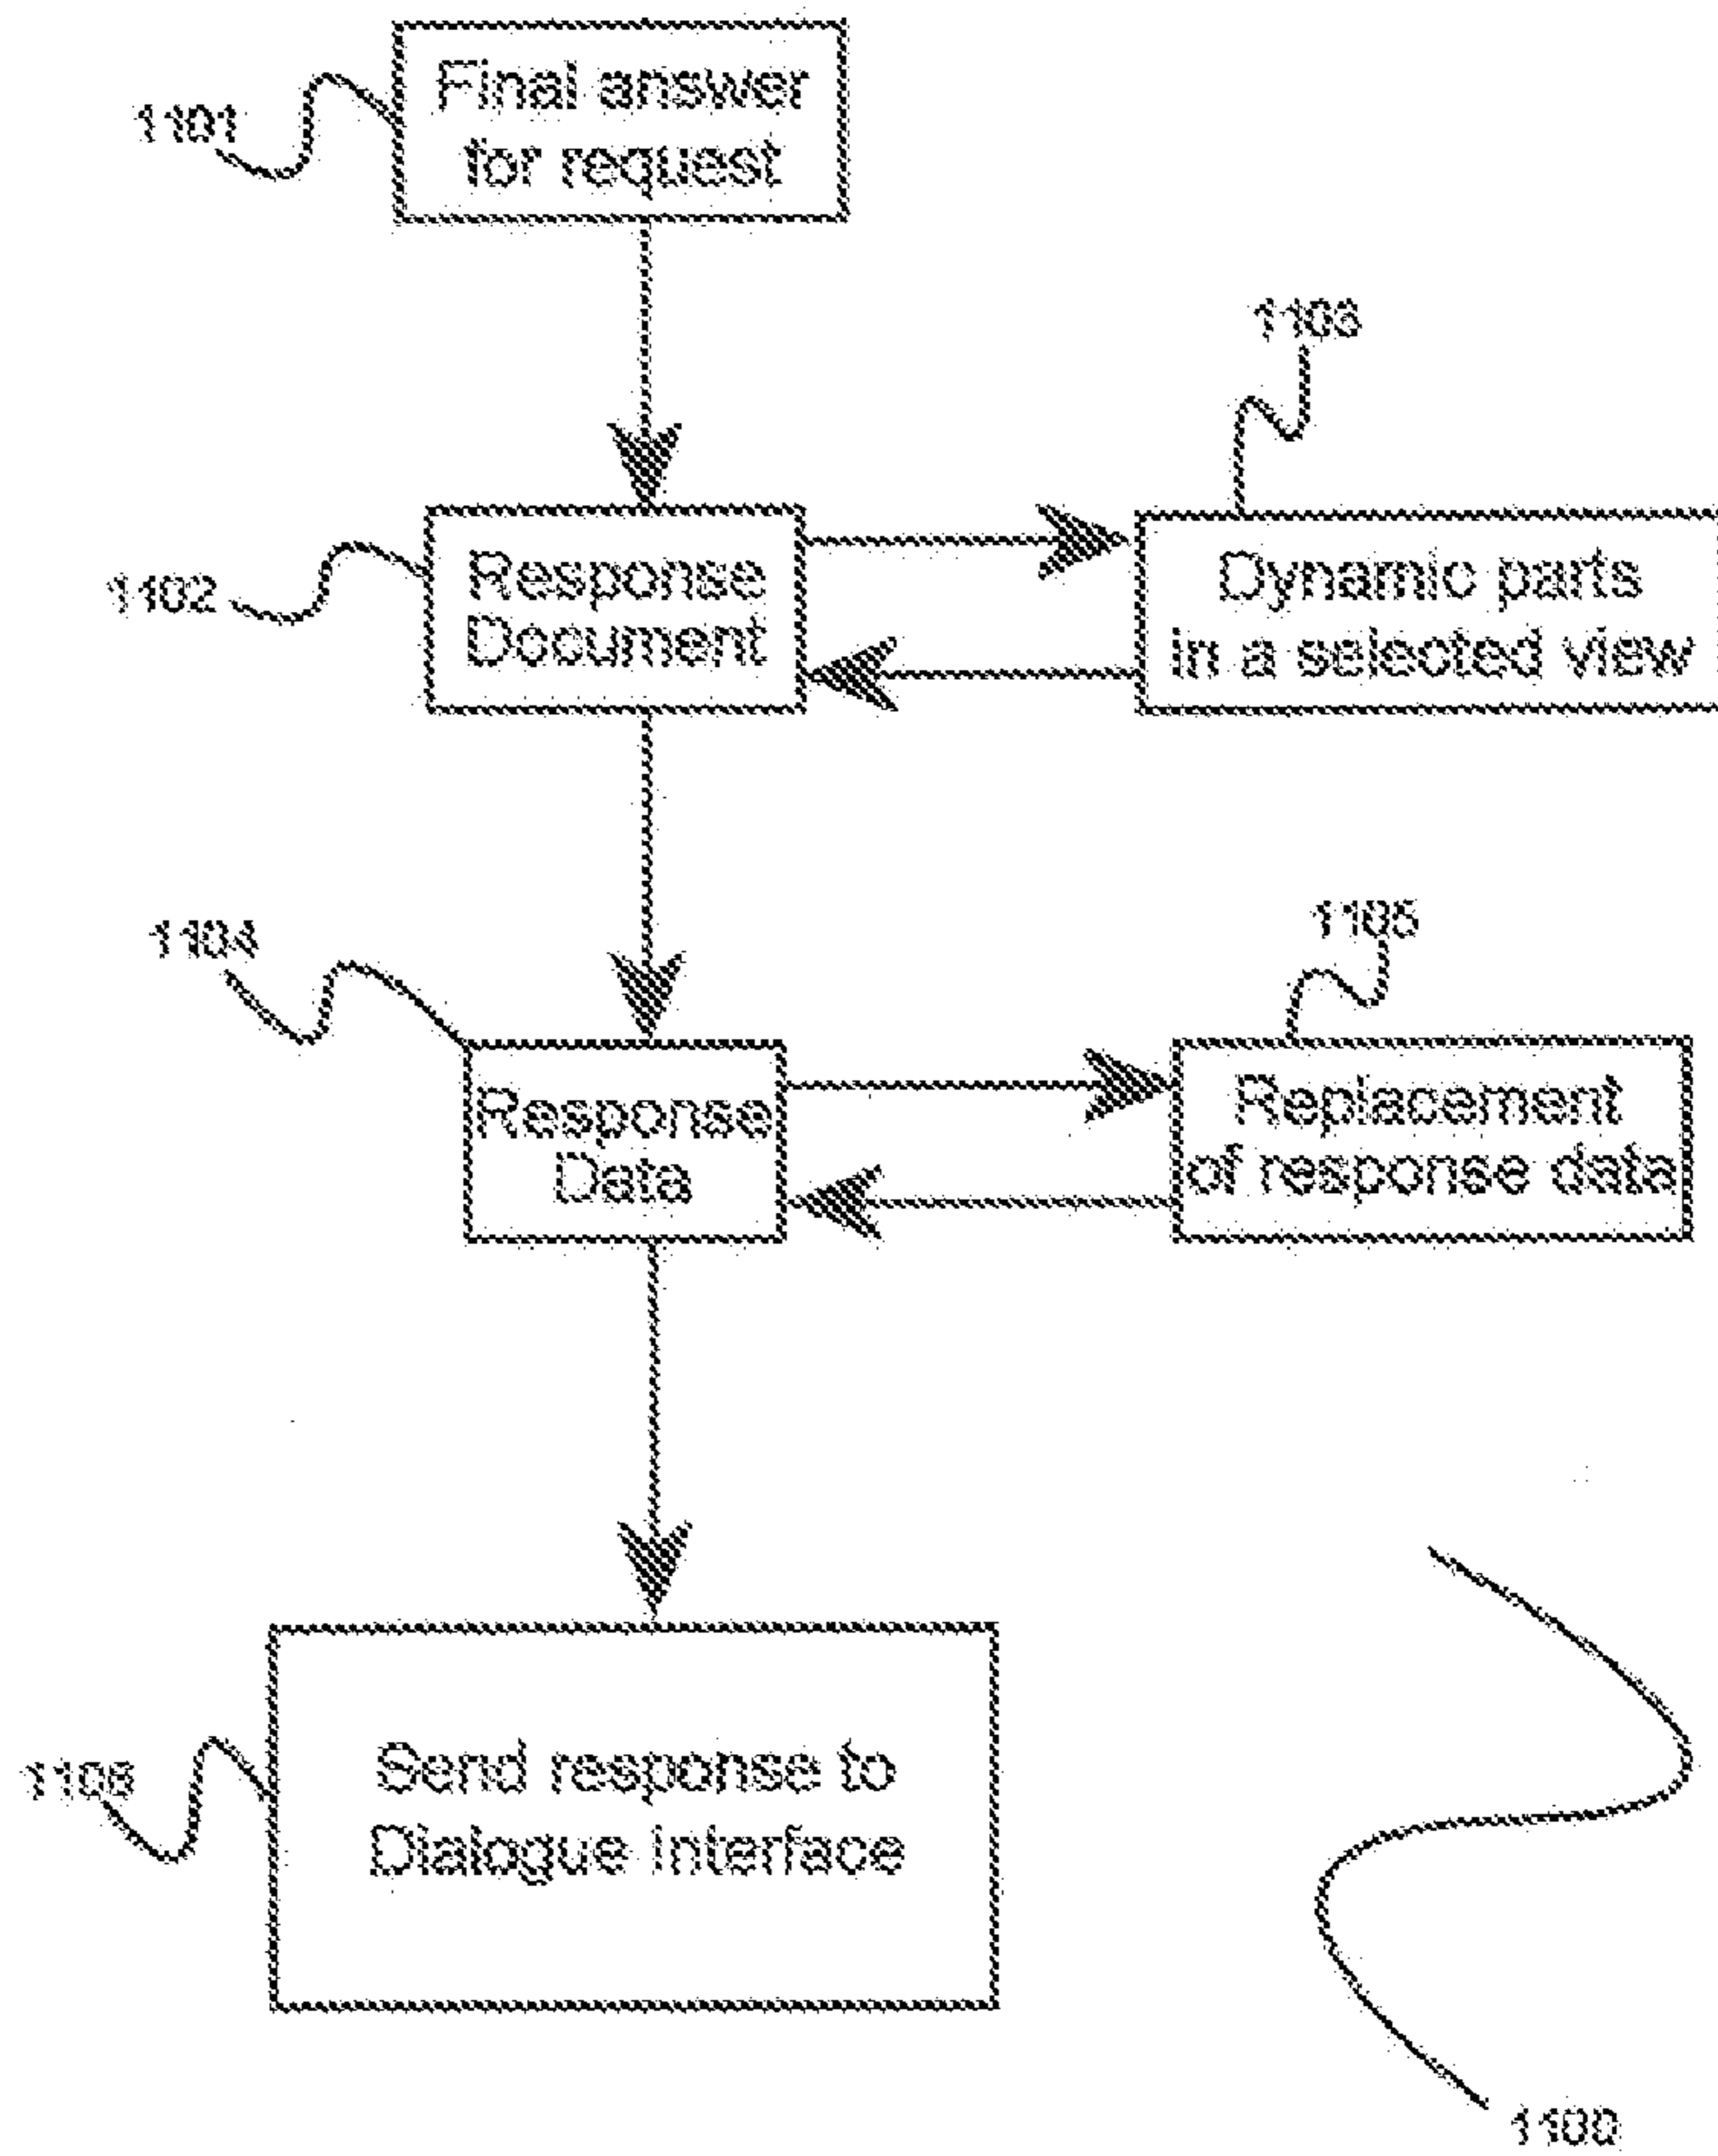 Final answer
for request
1101
1103
Response
Document
1102
Dynamic parts
in a selected view
1104
1105
Response
Data
Replacement
of response data
Send response to
Dialogue Interface
1106
1100